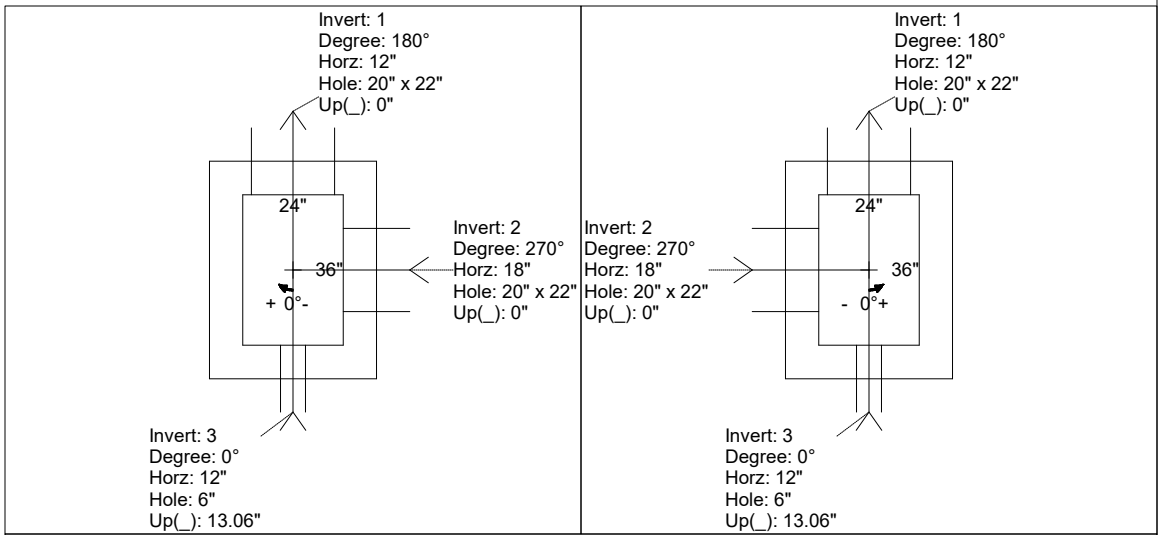 Invert: 1
Degree: 180°
Horz: 12"
Hole: 20" x 22"
Up(_): 0"
24"
36"
+ 0°-
Invert: 2
Degree: 270°
Horz: 18"
Hole: 20" x 22"
Up(_): 0"
Invert: 3
Degree: 0°
Horz: 12"
Hole: 6"
Up(_): 13.06"
Invert: 1
Degree: 180°
Horz: 12"
Hole: 20" x 22"
Up(_): 0"
Invert: 2
Degree: 270°
Horz: 18"
Hole: 20" x 22"
Up(_): 0"
24"
36"
- 0°+
Invert: 3
Degree: 0°
Horz: 12"
Hole: 6"
Up(_): 13.06"